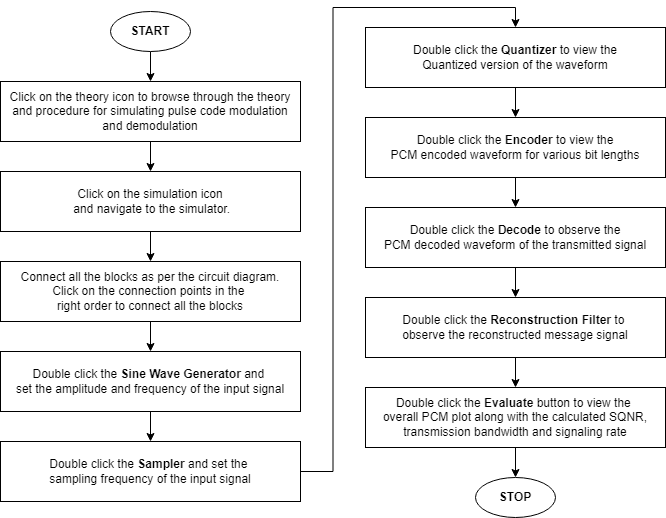 START
Click on the theory icon to browse through the theory
and procedure for simulating pulse code modulation
and demodulation
Click on the simulation icon
and navigate to the simulator.
Connect all the blocks as per the circuit diagram.
Click on the connection points in the
right order to connect all the blocks
Double click the Sine Wave Generator and
set the amplitude and frequency of the input signal
Double click the Sampler and set the
sampling frequency of the input signal
Double click the Quantizer to view the
Quantized version of the waveform
Double click the Encoder to view the
PCM encoded waveform for various bit lengths
Double click the Decode to observe the
PCM decoded waveform of the transmitted signal
Double click the Reconstruction Filter to
observe the reconstructed message signal
Double click the Evaluate button to view the
overall PCM plot along with the calculated SQNR,
transmission bandwidth and signaling rate
STOP